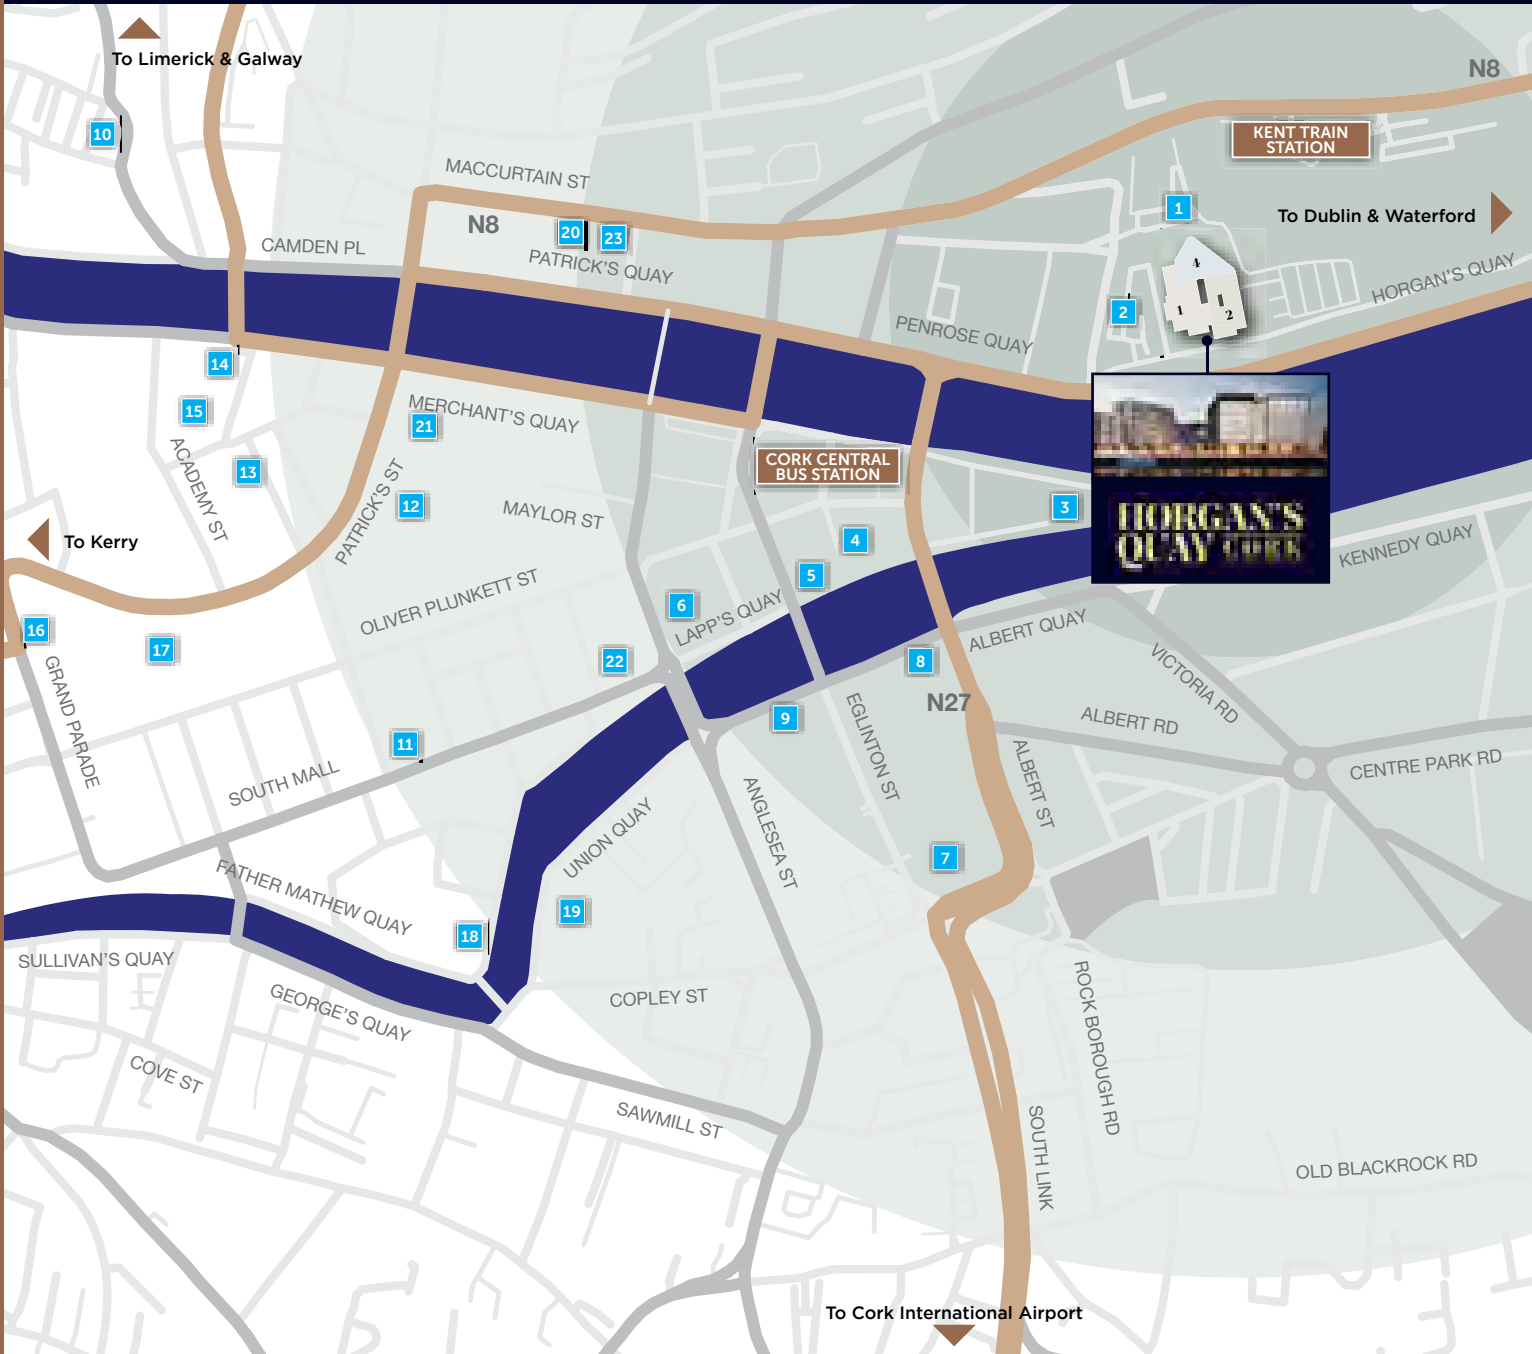 To Limerick & Galway
N8
10
KENT TRAIN
STATION
MACCURTAIN ST
1
To Dublin & Waterford
N8
20
23
CAMDEN PL
PATRICK'S QUAY
4
1
2
HORGAN'S QUAY
2
PENROSE QUAY
14
15
MERCHANT'S QUAY
21
ACADEMY ST
13
CORK CENTRAL
BUS STATION
PATRICK'S ST
12
MAYLOR ST
3
HORGAN'S
QUAY CORK
To Kerry
4
KENNEDY QUAY
5
OLIVER PLUNKETT ST
6
LAPP'S QUAY
16
17
22
8
ALBERT QUAY
VICTORIA RD
GRAND PARADE
N27
9
EGLINTON ST
ALBERT RD
11
SOUTH MALL
ALBERT ST
CENTRE PARK RD
UNION QUAY
ANGLESEA ST
7
FATHER MATHEW QUAY
19
18
SULLIVAN'S QUAY
GEORGE'S QUAY
COPLEY ST
ROCK BOROUGH RD
COVE ST
SAWMILL ST
SOUTH LINK
OLD BLACKROCK RD
To Cork International Airport